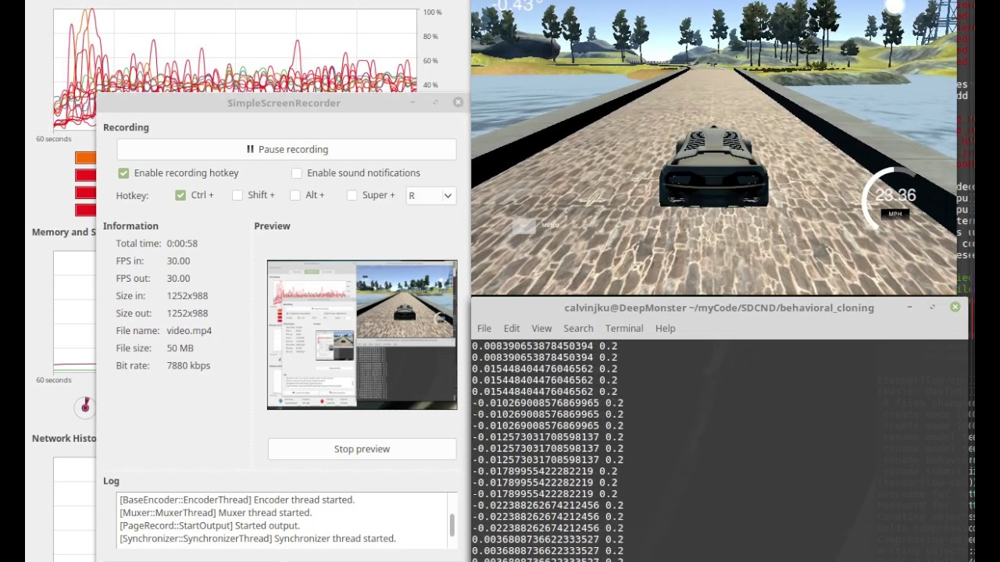 100 %
80 %
60 %
40 %
60 seconds
Memory and S
60 seconds
Network Histo
SimpleScreenRecorder
Recording
Pause recording
Enable recording hotkey
Enable sound notifications
Hotkey:
Ctrl +
Shift +
Alt +
Super +
R
Information
Total time: 0:00:58
FPS in: 30.00
FPS out: 30.00
Size in: 1252x988
Size out: 1252x988
File name: video.mp4
File size: 50 MB
Bit rate: 7880 kbps
Preview
Stop preview
Log
[BaseEncoder::EncoderThread] Encoder thread started.
[Muxer::MuxerThread] Muxer thread started.
[PageRecord::StartOutput] Started output.
[Synchronizer::SynchronizerThread] Synchronizer thread started.
-0.43°
23.36
MPH
MENU
calvinjku@DeepMonster ~/myCode/SDCND/behavioral_cloning
File Edit View Search Terminal Help
0.008390653878450394 0.2
0.008390653878450394 0.2
0.015448404476046562 0.2
0.015448404476046562 0.2
0.015448404476046562 0.2
-0.010269008576869965 0.2
-0.010269008576869965 0.2
-0.010269008576869965 0.2
-0.012573031708598137 0.2
-0.012573031708598137 0.2
-0.012573031708598137 0.2
-0.01789955422282219 0.2
-0.01789955422282219 0.2
-0.01789955422282219 0.2
-0.022388262674212456 0.2
-0.022388262674212456 0.2
-0.022388262674212456 0.2
0.0036808736622333527 0.2
0.0036808736622333527 0.2
0.0036808736622333527 0.2